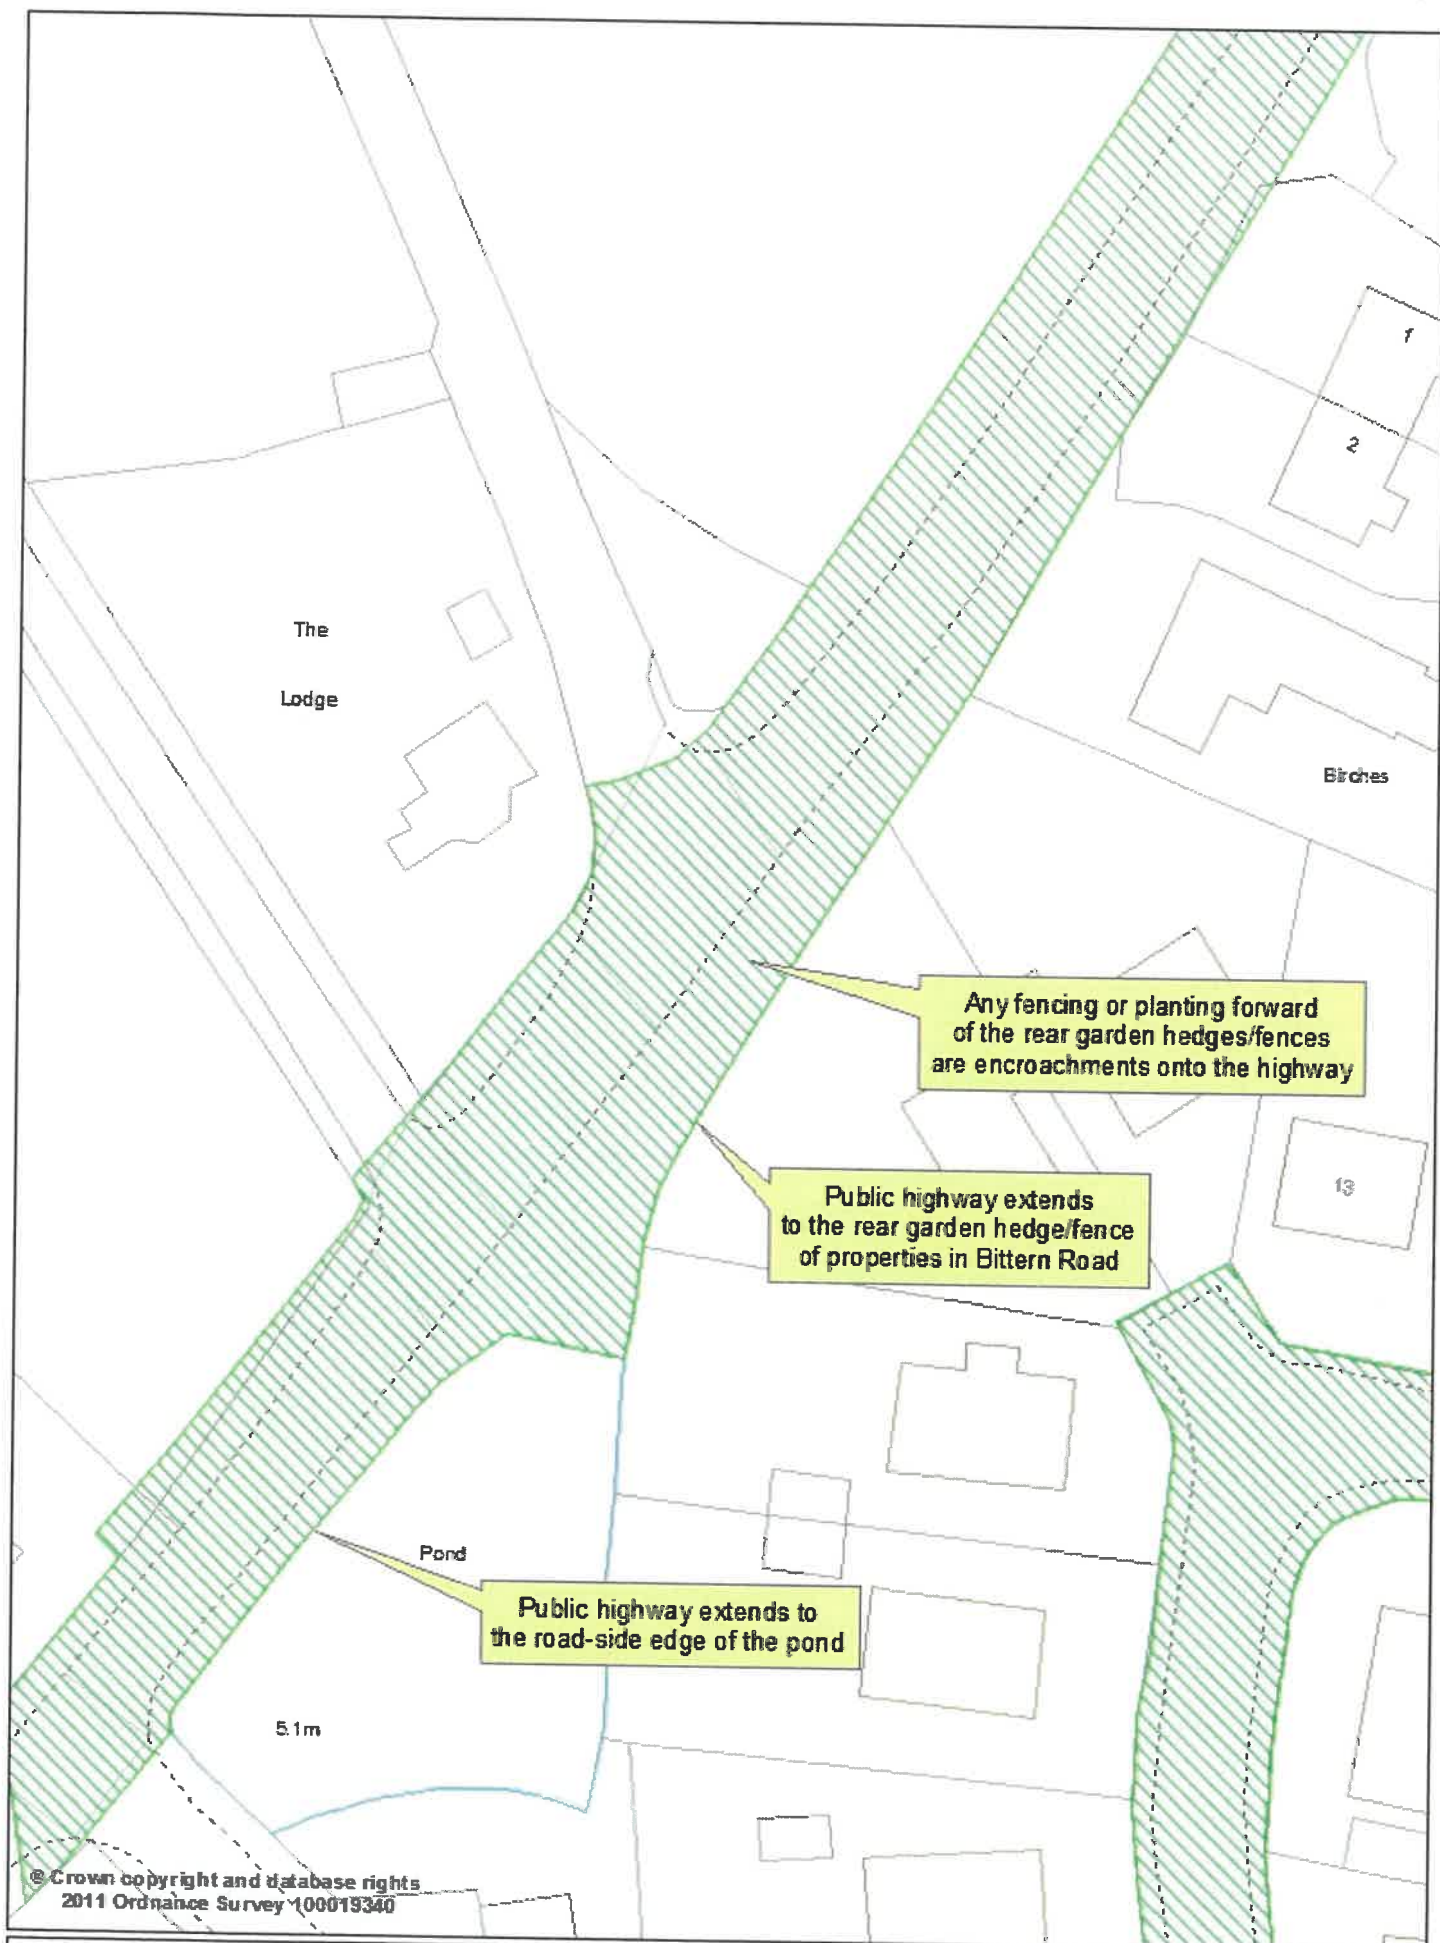 1
2
The
Lodge
Birches
Any fencing or planting forward
of the rear garden hedges/fences
are encroachments onto the highway
Public highway extends
to the rear garden hedge/fence
of properties in Bittern Road
13
Pond
Public highway extends to
the road-side edge of the pond
5.1m
© Crown copyright and database rights
2011 Ordnance Survey 100019340